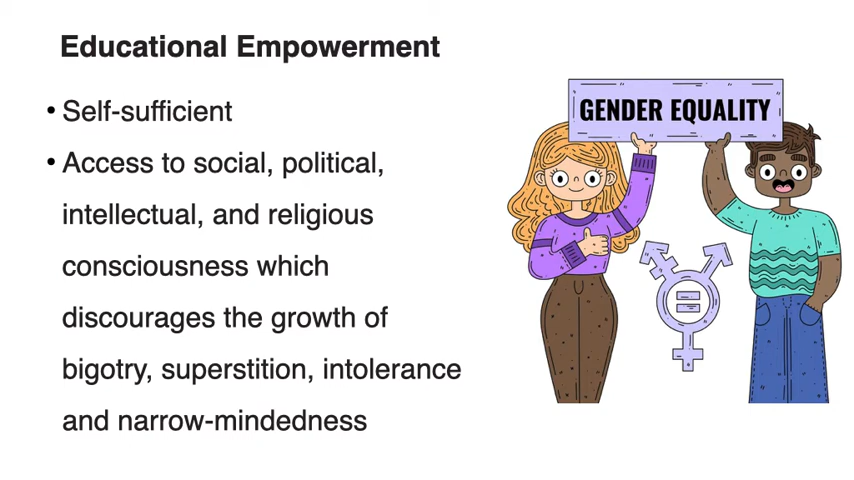 Educational Empowerment
• Self-sufficient
• Access to social, political,
intellectual, and religious
consciousness which
discourages the growth of
bigotry, superstition, intolerance
and narrow-mindedness
GENDER EQUALITY